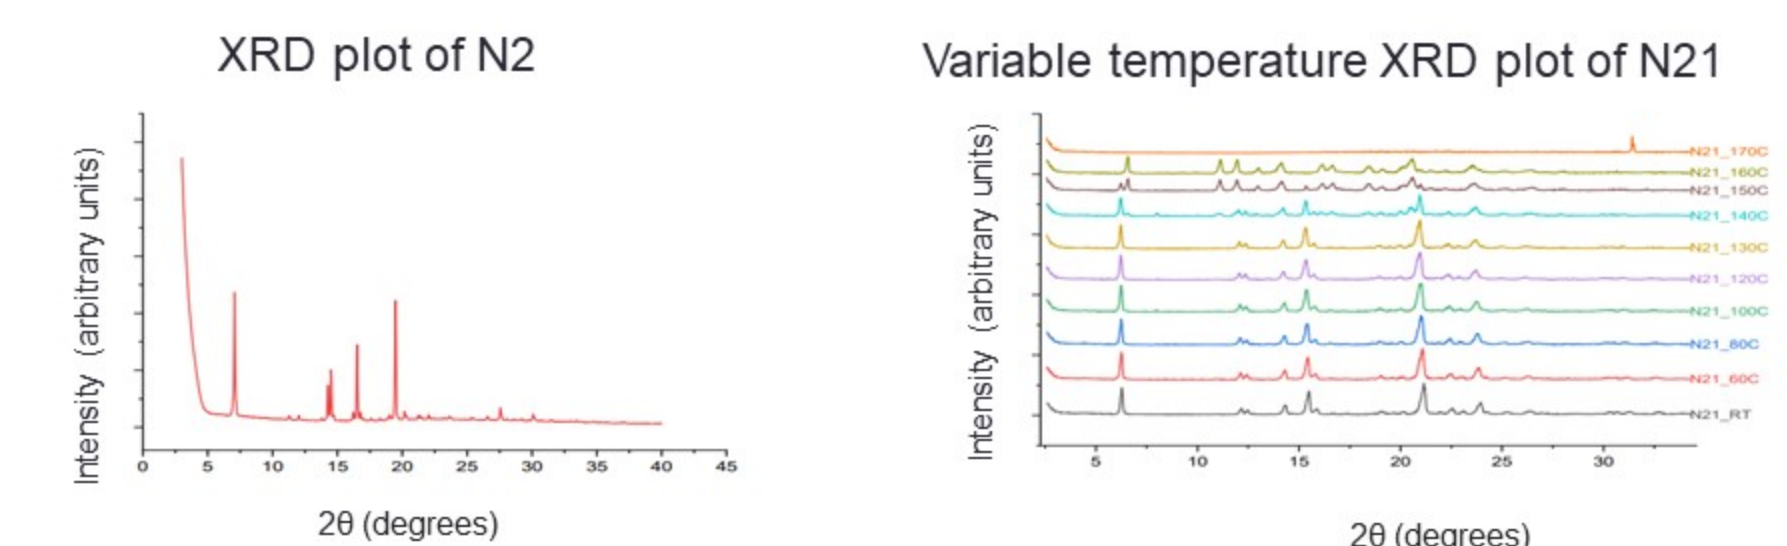 XRD plot of N2
Intensity (arbitrary units)
0 5 10 15 20 25 30 35 40 45
2θ (degrees)
Variable temperature XRD plot of N21
Intensity (arbitrary units)
N21_170C
N21_160C
N21_150C
N21_140C
N21_130C
N21_120C
N21_100C
N21_80C
N21_60C
N21_RT
5 10 15 20 25 30
2θ (degrees)